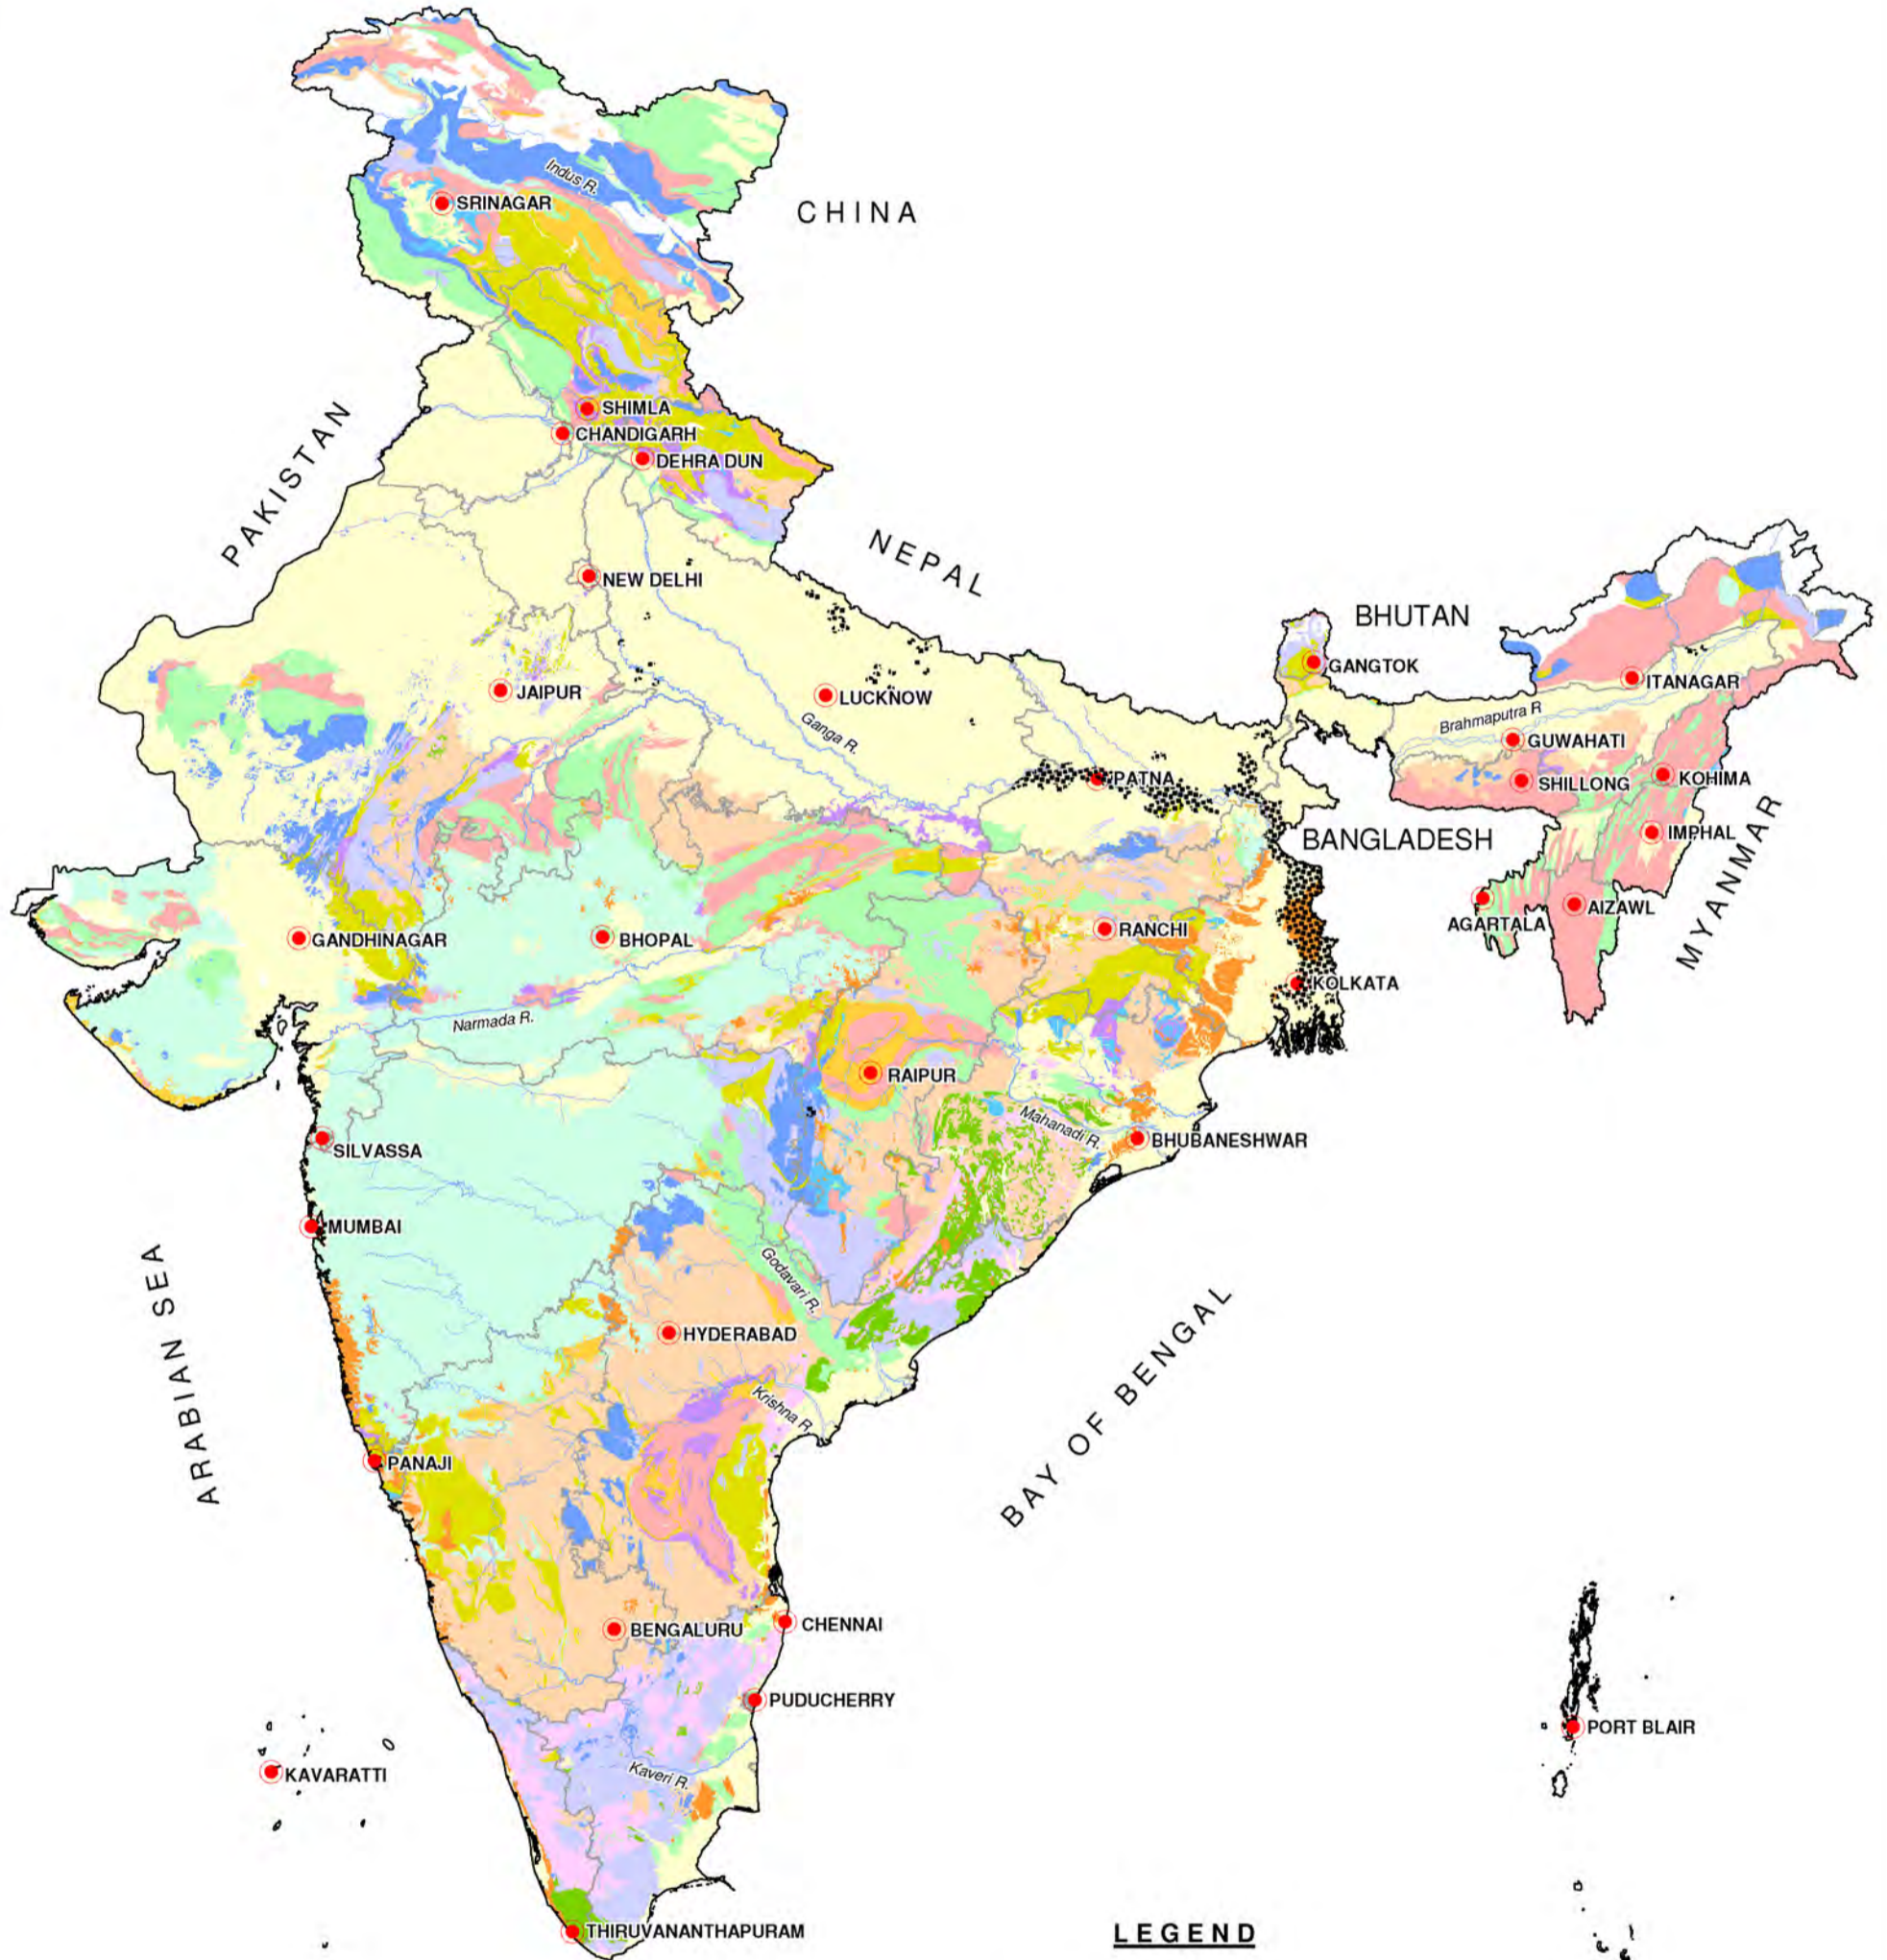 Indus R.
SRINAGAR
CHINA
SHIMLA
CHANDIGARH
DEHRA DUN
PAKISTAN
NEPAL
NEW DELHI
BHUTAN
GANGTOK
ITANAGAR
JAIPUR
LUCKNOW
Ganga R.
Brahmaputra R
GUWAHATI
PATNA
SHILLONG
KOHIMA
BANGLADESH
IMPHAL
MYANMAR
AGARTALA
AIZAWL
GANDHINAGAR
BHOPAL
RANCHI
KOLKATA
Narmada R.
RAIPUR
Mahanadi R.
BHUBANESHWAR
SILVASSA
MUMBAI
Godavari R.
ARABIAN SEA
HYDERABAD
BAY OF BENGAL
Krishna R.
PANAJI
BENGALURU
CHENNAI
PUDUCHERRY
PORT BLAIR
KAVARATTI
Kaveri R.
THIRUVANANTHAPURAM
LEGEND